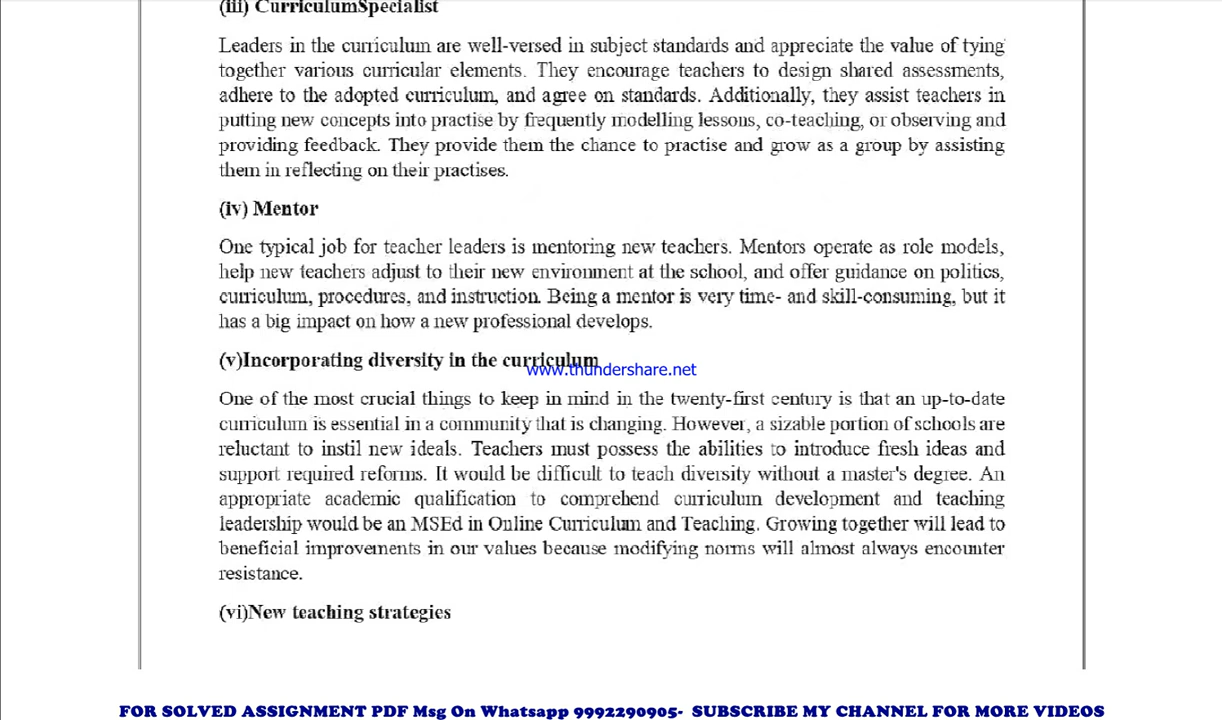 (iii) CurriculumSpecialist
Leaders in the curriculum are well-versed in subject standards and appreciate the value of tying
together various curricular elements. They encourage teachers to design shared assessments,
adhere to the adopted curriculum, and agree on standards. Additionally, they assist teachers in
putting new concepts into practise by frequently modelling lessons, co-teaching, or observing and
providing feedback. They provide them the chance to practise and grow as a group by assisting
them in reflecting on their practises.
(iv) Mentor
One typical job for teacher leaders is mentoring new teachers. Mentors operate as role models,
help new teachers adjust to their new environment at the school, and offer guidance on politics,
curriculum, procedures, and instruction. Being a mentor is very time- and skill-consuming, but it
has a big impact on how a new professional develops.
(v)Incorporating diversity in the curriculum
www.thundershare.net
One of the most crucial things to keep in mind in the twenty-first century is that an up-to-date
curriculum is essential in a community that is changing. However, a sizable portion of schools are
reluctant to instil new ideals. Teachers must possess the abilities to introduce fresh ideas and
support required reforms. It would be difficult to teach diversity without a master's degree. An
appropriate academic qualification to comprehend curriculum development and teaching
leadership would be an MSEd in Online Curriculum and Teaching. Growing together will lead to
beneficial improvements in our values because modifying norms will almost always encounter
resistance.
(vi)New teaching strategies
FOR SOLVED ASSIGNMENT PDF Msg On Whatsapp 9992290905- SUBSCRIBE MY CHANNEL FOR MORE VIDEOS